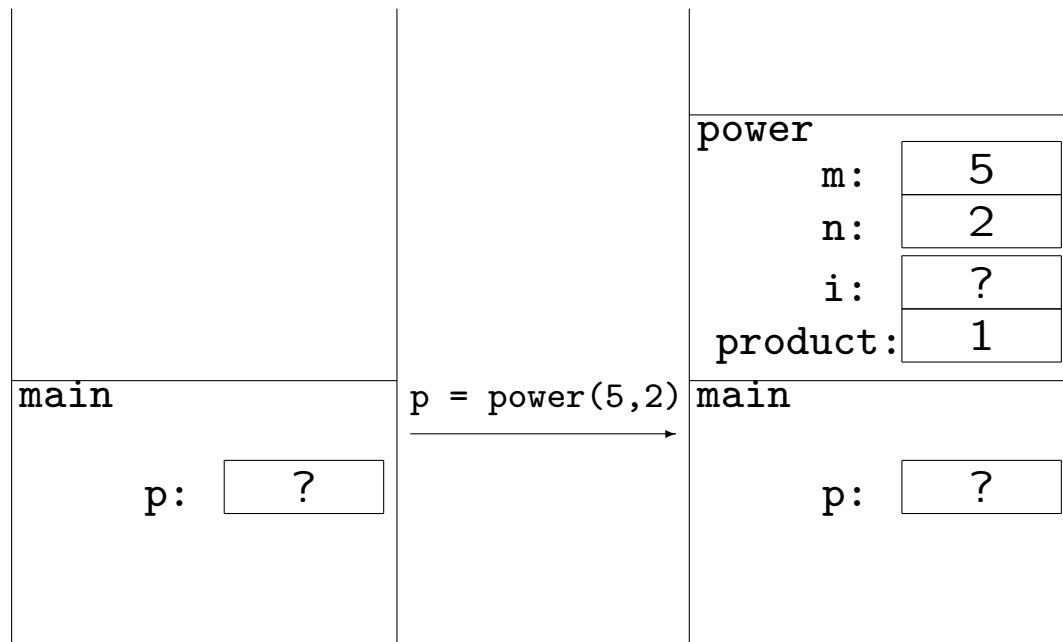 power
m: 5
n: 2
i: ?
product: 1
main
p = power(5,2)
main
p: ?
p: ?